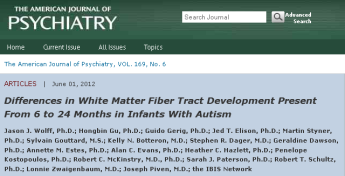 THE AMERICAN JOURNAL OF
PSYCHIATRY
Search Journal
Advanced
Search
Home Current Issue All Issues Topics
The American Journal of Psychiatry, VOL. 169, No. 6
ARTICLES | June 01, 2012
Differences in White Matter Fiber Tract Development Present
From 6 to 24 Months in Infants With Autism
Jason J. Wolff, Ph.D.; Hongbin Gu, Ph.D.; Guido Gerig, Ph.D.; Jed T. Elison, Ph.D.; Martin Styner,
Ph.D.; Sylvain Gouttard, M.S.; Kelly N. Botteron, M.D.; Stephen R. Dager, M.D.; Geraldine Dawson,
Ph.D.; Annette M. Estes, Ph.D.; Alan C. Evans, Ph.D.; Heather C. Hazlett, Ph.D.; Penelope
Kostopoulos, Ph.D.; Robert C. McKinstry, M.D., Ph.D.; Sarah J. Paterson, Ph.D.; Robert T. Schultz,
Ph.D.; Lonnie Zwaigenbaum, M.D.; Joseph Piven, M.D.; the IBIS Network